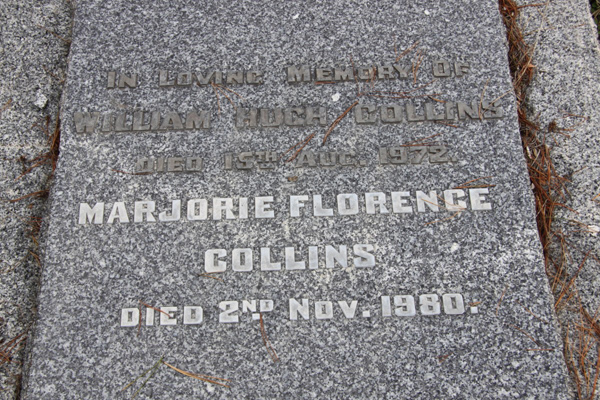 In Loving Memory Of
WILLIAM HUGH COLLINS
DIED 15TH AUG. 1972.
MARJORIE FLORENCE
COLLINS
DIED 2ND. NOV. 1980.